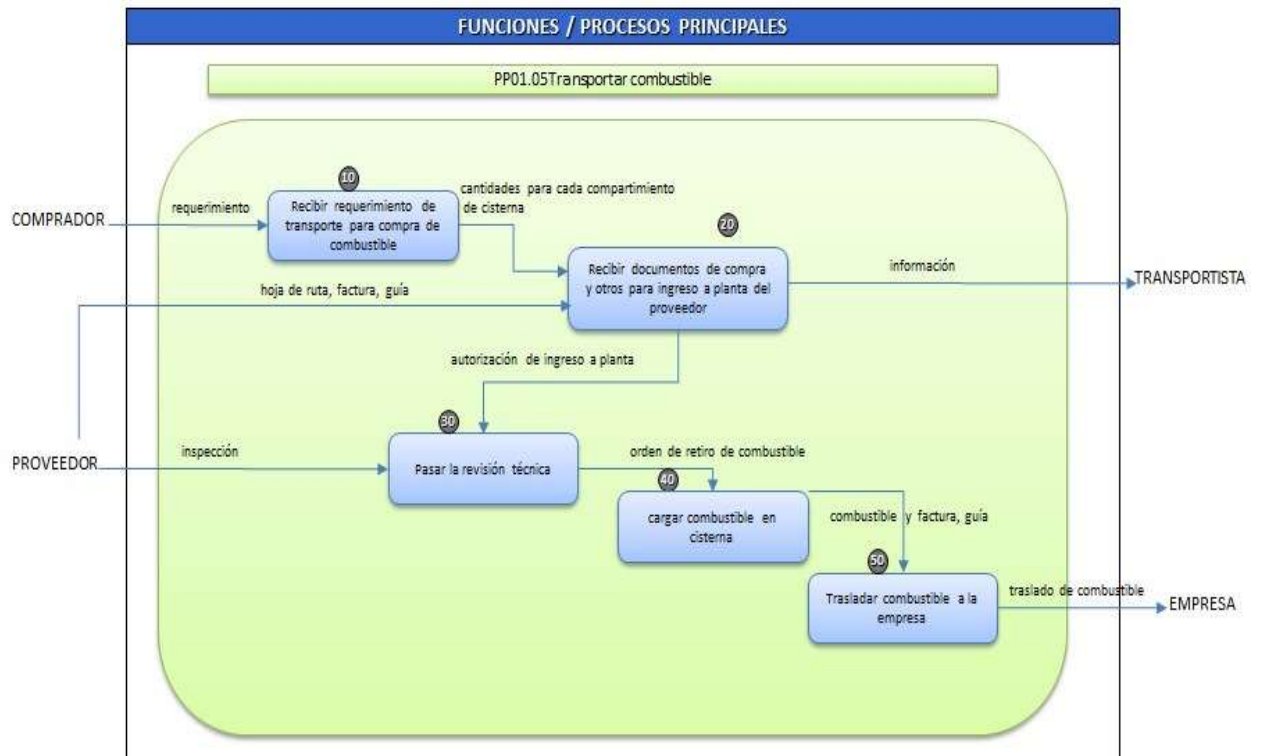 FUNCIONES / PROCESOS PRINCIPALES
PP01.05Transportar combustible
10
COMPRADOR
requerimiento
Recibir requerimiento de
transporte para compra de
combustible
cantidades para cada compartimiento
de cisterna
20
Recibir documentos de compra
y otros para ingreso a planta del
proveedor
información
TRANSPORTISTA
hoja de ruta, factura, guía
autorización de ingreso a planta
30
PROVEEDOR
inspección
Pasar la revisión técnica
orden de retiro de combustible
40
cargar combustible en
cisterna
combustible y factura, guía
50
Trasladar combustible a la
empresa
traslado de combustible
EMPRESA